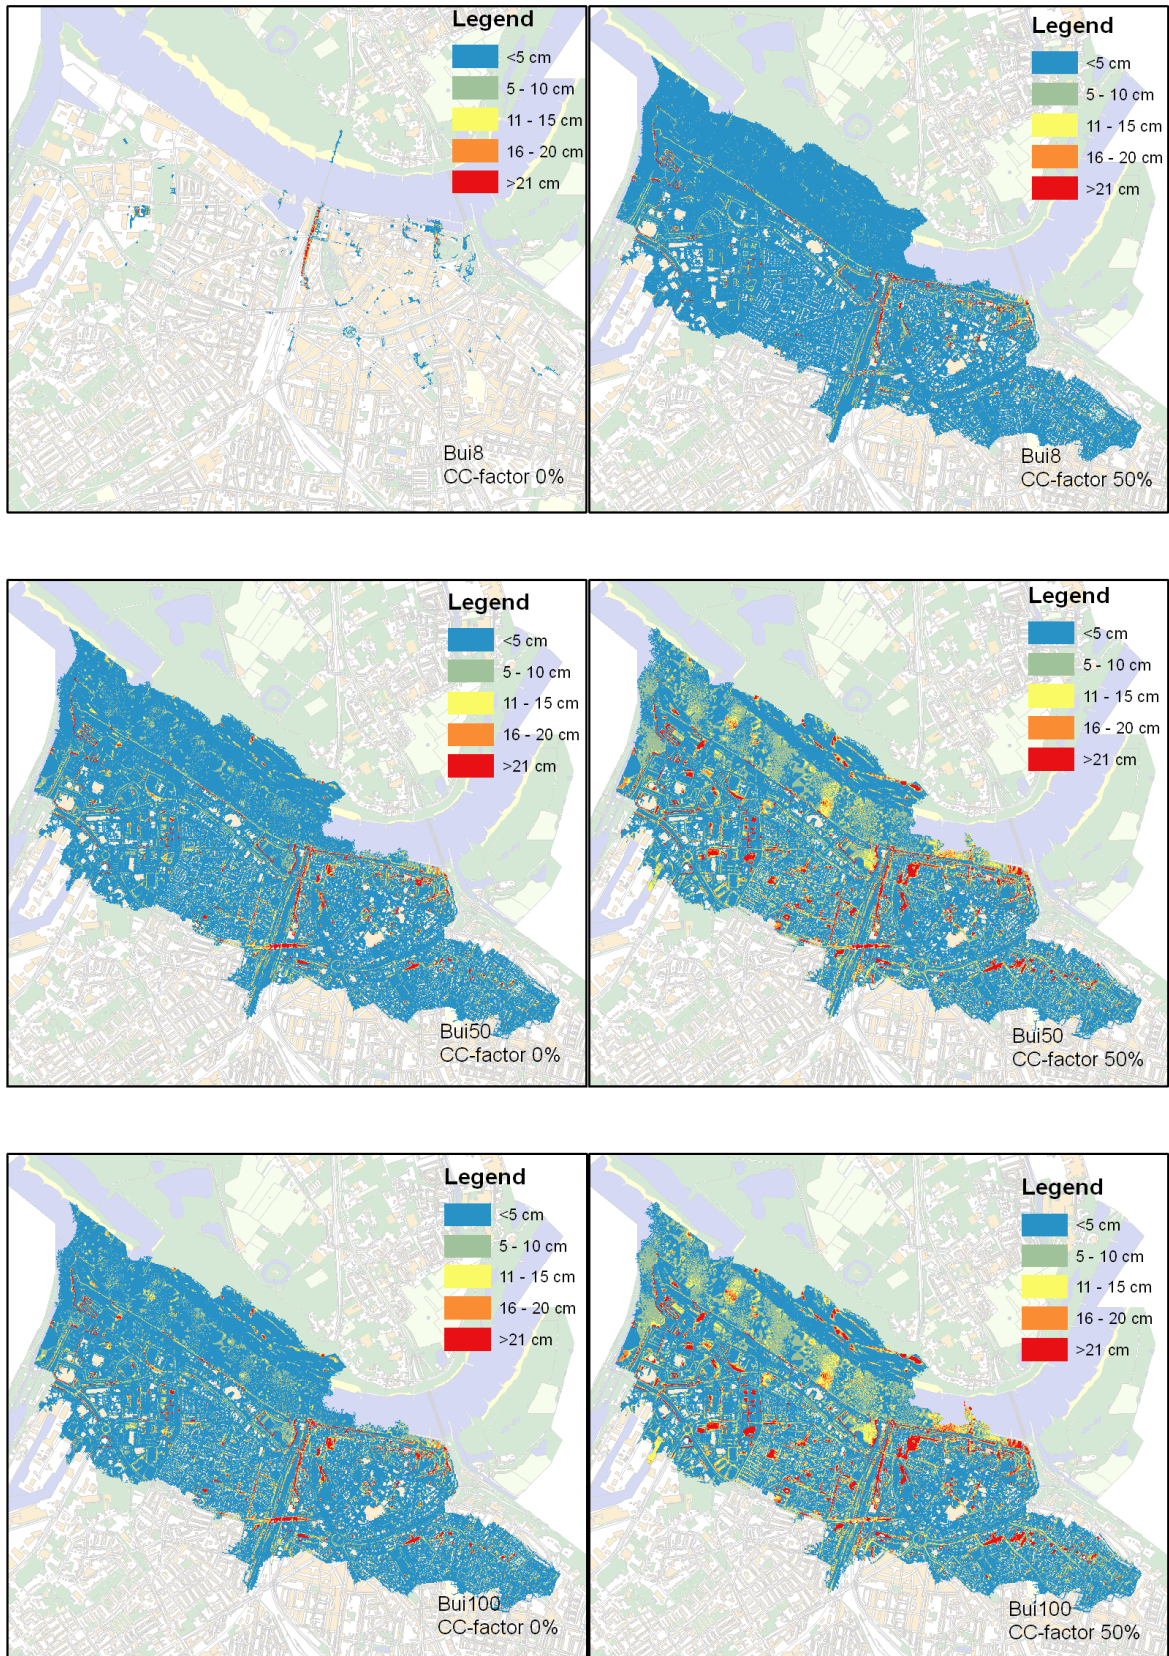 Legend
<5 cm
5 - 10 cm
11 - 15 cm
16 - 20 cm
>21 cm
Bui8
CC-factor 0%
Legend
<5 cm
5 - 10 cm
11 - 15 cm
16 - 20 cm
>21 cm
Bui8
CC-factor 50%
Legend
<5 cm
5 - 10 cm
11 - 15 cm
16 - 20 cm
>21 cm
Bui50
CC-factor 0%
Legend
<5 cm
5 - 10 cm
11 - 15 cm
16 - 20 cm
>21 cm
Bui50
CC-factor 50%
Legend
<5 cm
5 - 10 cm
11 - 15 cm
16 - 20 cm
>21 cm
Bui100
CC-factor 0%
Legend
<5 cm
5 - 10 cm
11 - 15 cm
16 - 20 cm
>21 cm
Bui100
CC-factor 50%